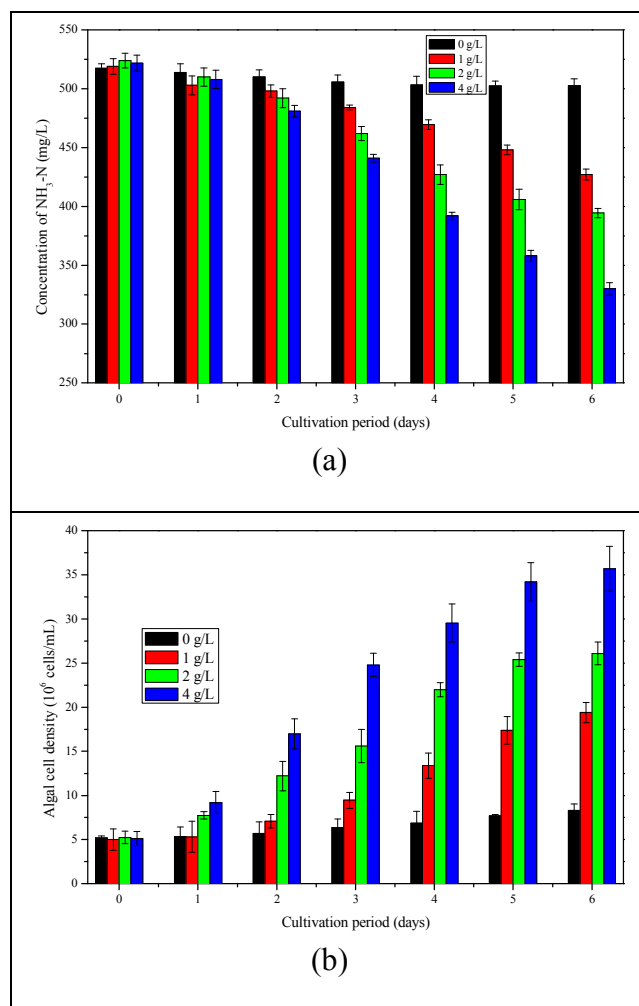 550
500
450
400
350
300
250
Concentration of NH3-N (mg/L)
0 g/L
1 g/L
2 g/L
4 g/L
0 1 2 3 4 5 6
Cultivation period (days)
(a)
40
35
30
25
20
15
10
5
0
Algal cell density (10^6 cells/mL)
0 g/L
1 g/L
2 g/L
4 g/L
0 1 2 3 4 5 6
Cultivation period (days)
(b)